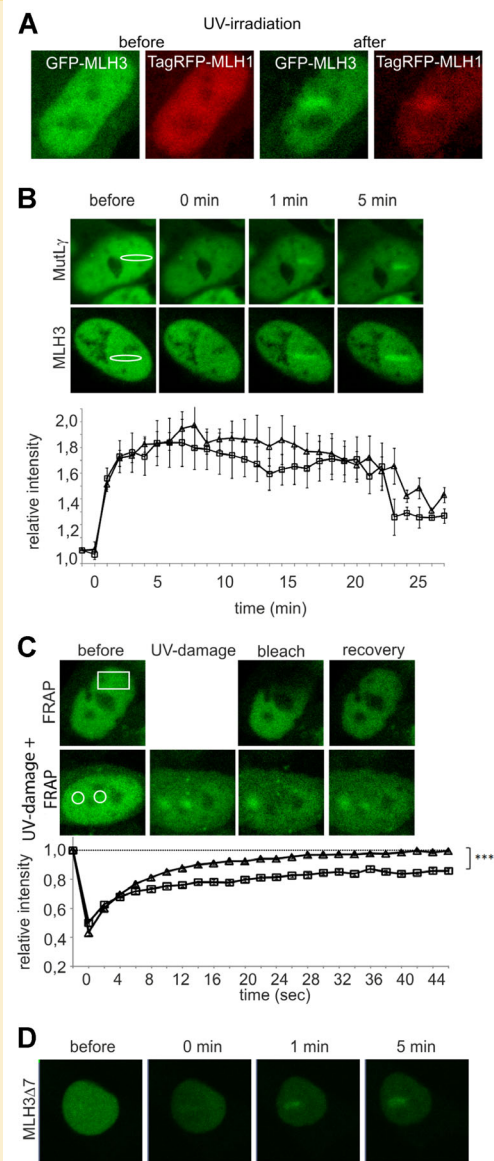 A
UV-irradiation
before after
GFP-MLH3 TagRFP-MLH1 GFP-MLH3 TagRFP-MLH1
B
before 0 min 1 min 5 min
MutLγ
MLH3
2,0
1,8
1,6
1,4
1,2
1,0
relative intensity
0 5 10 15 20 25
time (min)
C
before UV-damage bleach recovery
FRAP
UV-damage +
FRAP
1,0
0,8
0,6
0,4
0,2
relative intensity
***
0 4 8 12 16 20 24 28 32 36 40 44
time (sec)
D
before 0 min 1 min 5 min
MLH3Δ7